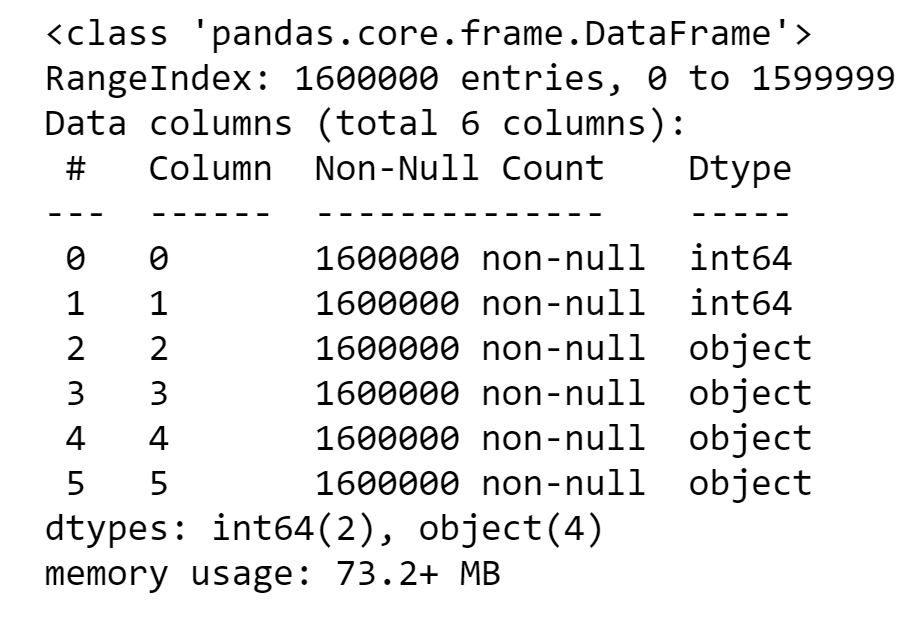 <class 'pandas.core.frame.DataFrame'>
RangeIndex: 1600000 entries, 0 to 1599999
Data columns (total 6 columns):
 #   Column  Non-Null Count    Dtype
---  ------  --------------    -----
 0   0       1600000 non-null  int64
 1   1       1600000 non-null  int64
 2   2       1600000 non-null  object
 3   3       1600000 non-null  object
 4   4       1600000 non-null  object
 5   5       1600000 non-null  object
dtypes: int64(2), object(4)
memory usage: 73.2+ MB